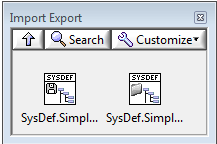 Import Export
Search Customize
SYSDEF SYSDEF
SysDef.Simpl... SysDef.Simpl...